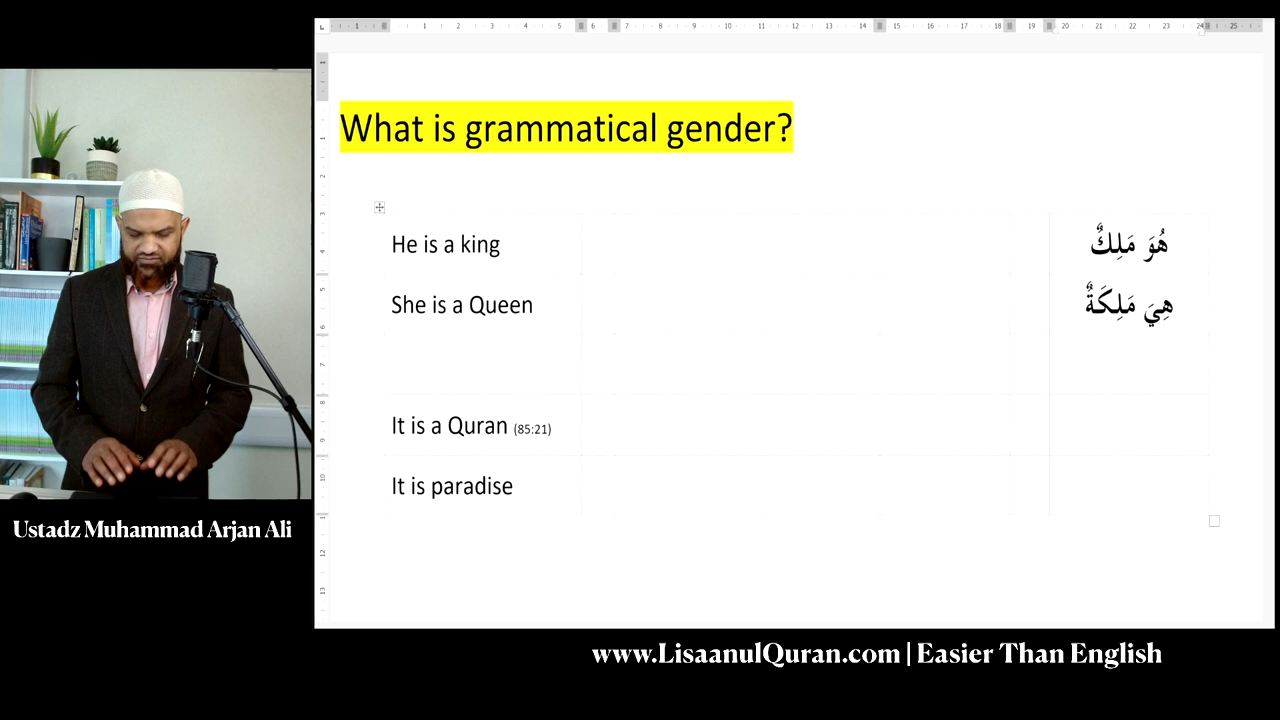 What is grammatical gender?
He is a king
هُوَ مَلِكٌ
She is a Queen
هِيَ مَلِكَةٌ
It is a Quran (85:21)
It is paradise
Ustadz Muhammad Arjan Ali
www.LisaanulQuran.com | Easier Than English